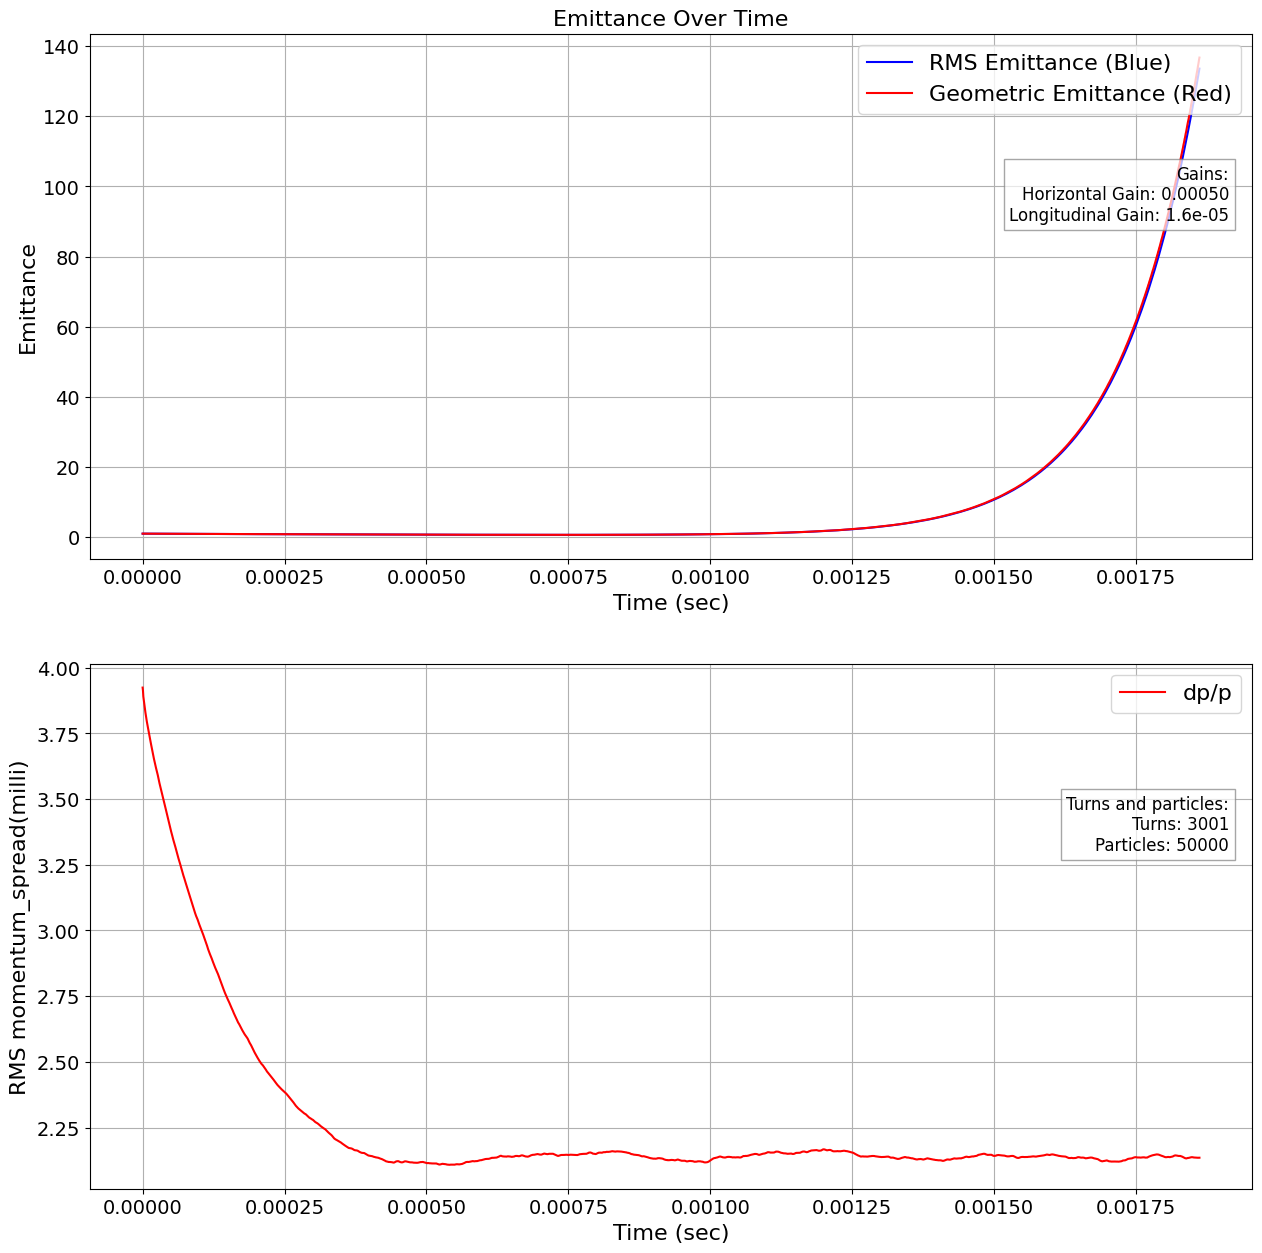 Emittance Over Time
140
120
100
80
60
40
20
0
Emittance
RMS Emittance (Blue)
Geometric Emittance (Red)
Gains:
Horizontal Gain: 0.00050
Longitudinal Gain: 1.6e-05
0.00000 0.00025 0.00050 0.00075 0.00100 0.00125 0.00150 0.00175
Time (sec)
4.00
3.75
3.50
3.25
3.00
2.75
2.50
2.25
RMS momentum_spread(milli)
dp/p
Turns and particles:
Turns: 3001
Particles: 50000
0.00000 0.00025 0.00050 0.00075 0.00100 0.00125 0.00150 0.00175
Time (sec)